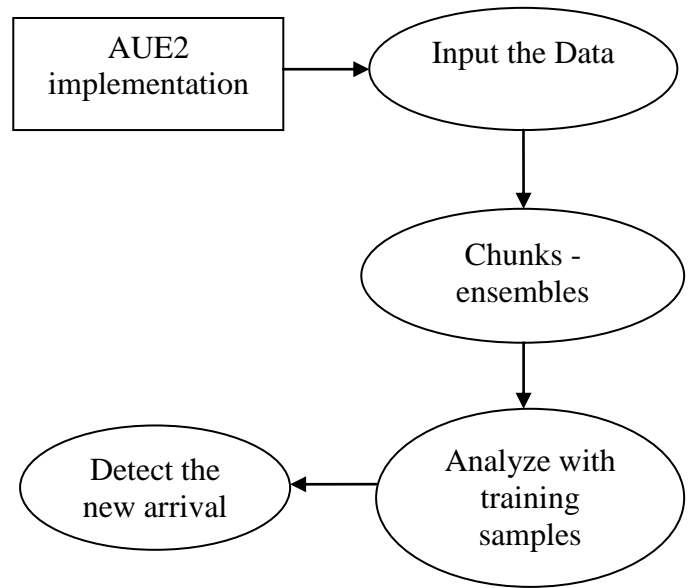 AUE2
implementation
Input the Data
Chunks -
ensembles
Analyze with
training
samples
Detect the
new arrival